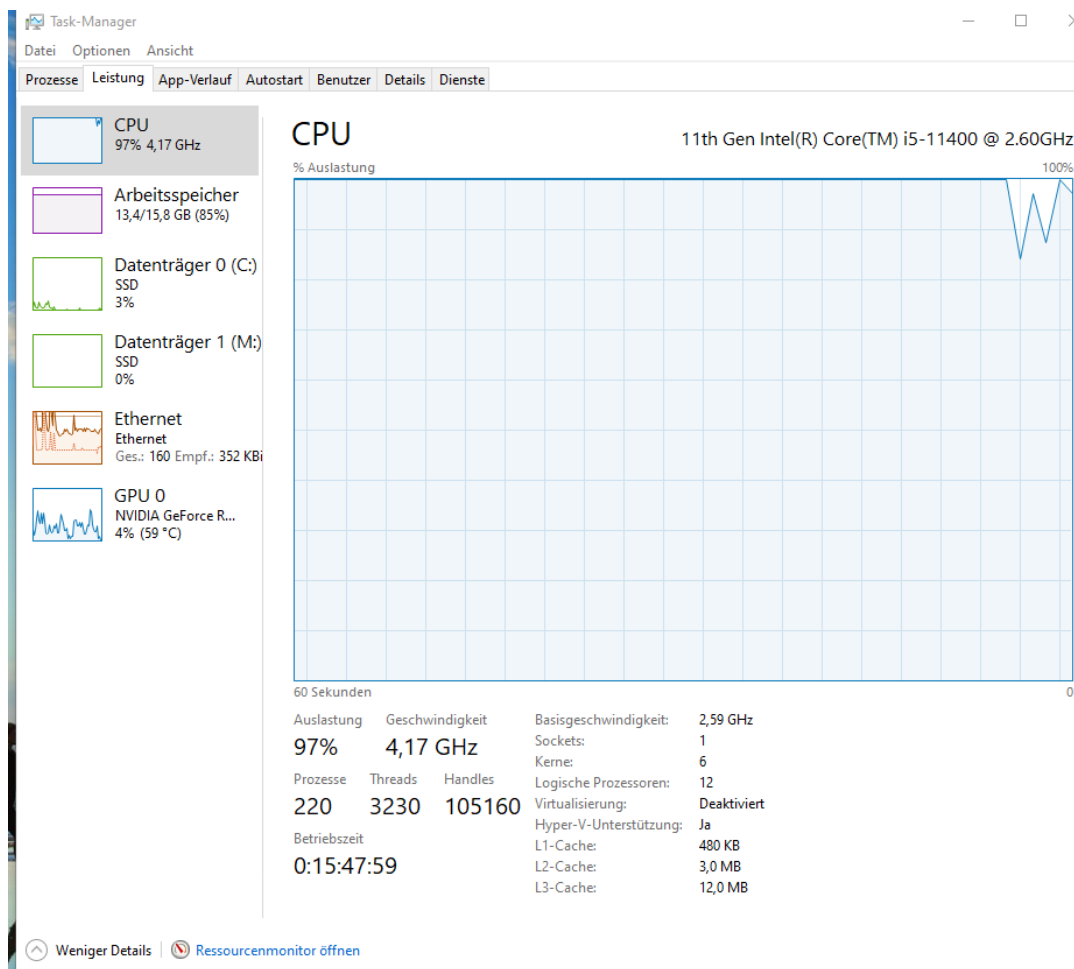 Task-Manager
Datei Optionen Ansicht
Prozesse Leistung App-Verlauf Autostart Benutzer Details Dienste
CPU
97% 4,17 GHz
Arbeitsspeicher
13,4/15,8 GB (85%)
Datenträger 0 (C:)
SSD
3%
Datenträger 1 (M:)
SSD
0%
Ethernet
Ethernet
Ges.: 160 Empf.: 352 KBi
GPU 0
NVIDIA GeForce R...
4% (59 °C)
CPU
11th Gen Intel(R) Core(TM) i5-11400 @ 2.60GHz
% Auslastung 100%
60 Sekunden 0
Auslastung Geschwindigkeit
97% 4,17 GHz
Prozesse Threads Handles
220 3230 105160
Betriebszeit
0:15:47:59
Basisgeschwindigkeit: 2,59 GHz
Sockets: 1
Kerne: 6
Logische Prozessoren: 12
Virtualisierung: Deaktiviert
Hyper-V-Unterstützung: Ja
L1-Cache: 480 KB
L2-Cache: 3,0 MB
L3-Cache: 12,0 MB
Weniger Details Ressourcenmonitor öffnen